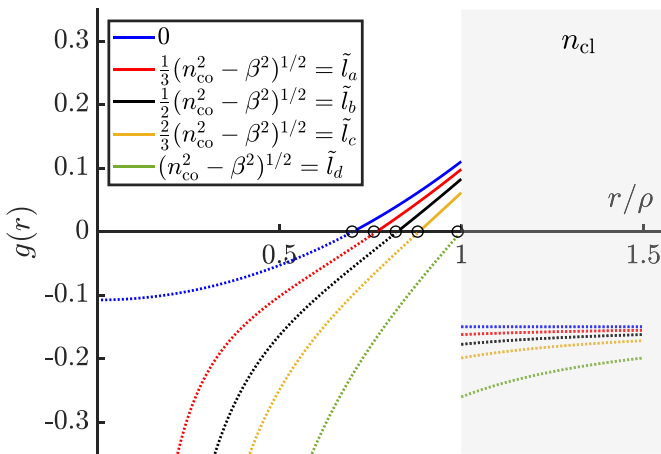 0.3
0.2
0.1
0
-0.1
-0.2
-0.3
g(r)
0
1/3(n_co^2 − β^2)^{1/2} = l̃_a
1/2(n_co^2 − β^2)^{1/2} = l̃_b
2/3(n_co^2 − β^2)^{1/2} = l̃_c
(n_co^2 − β^2)^{1/2} = l̃_d
n_cl
r/ρ
0.5
1
1.5